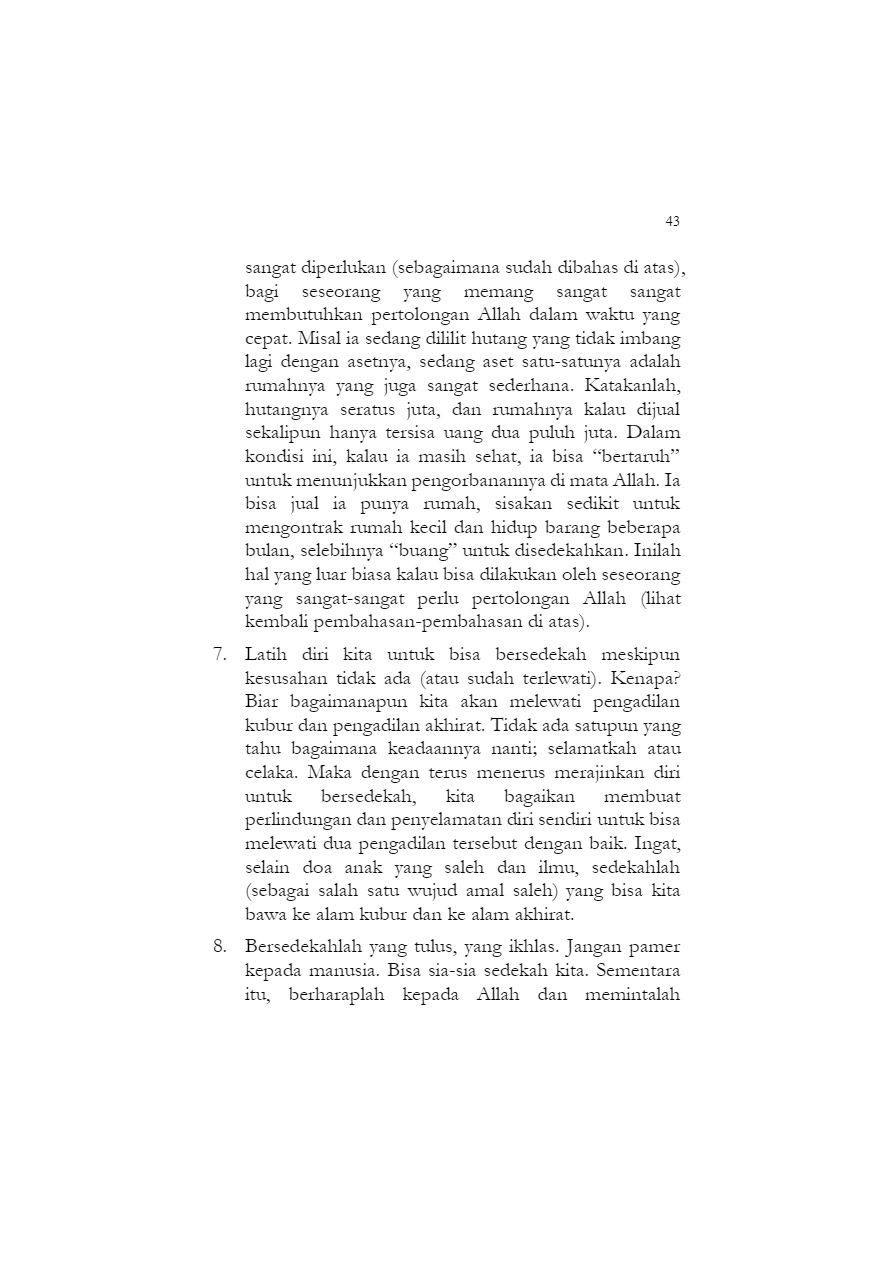 43
sangat diperlukan (sebagaimana sudah dibahas di atas),
bagi seseorang yang memang sangat sangat
membutuhkan pertolongan Allah dalam waktu yang
cepat. Misal ia sedang dililit hutang yang tidak imbang
lagi dengan asetnya, sedang aset satu-satunya adalah
rumahnya yang juga sangat sederhana. Katakanlah,
hutangnya seratus juta, dan rumahnya kalau dijual
sekalipun hanya tersisa uang dua puluh juta. Dalam
kondisi ini, kalau ia masih sehat, ia bisa “bertaruh”
untuk menunjukkan pengorbanannya di mata Allah. Ia
bisa jual ia punya rumah, sisakan sedikit untuk
mengontrak rumah kecil dan hidup barang beberapa
bulan, selebihnya “buang” untuk disedekahkan. Inilah
hal yang luar biasa kalau bisa dilakukan oleh seseorang
yang sangat-sangat perlu pertolongan Allah (lihat
kembali pembahasan-pembahasan di atas).
7. Latih diri kita untuk bisa bersedekah meskipun
kesusahan tidak ada (atau sudah terlewati). Kenapa?
Biar bagaimanapun kita akan melewati pengadilan
kubur dan pengadilan akhirat. Tidak ada satupun yang
tahu bagaimana keadaannya nanti; selamatkah atau
celaka. Maka dengan terus menerus merajinkan diri
untuk bersedekah, kita bagaikan membuat
perlindungan dan penyelamatan diri sendiri untuk bisa
melewati dua pengadilan tersebut dengan baik. Ingat,
selain doa anak yang saleh dan ilmu, sedekahlah
(sebagai salah satu wujud amal saleh) yang bisa kita
bawa ke alam kubur dan ke alam akhirat.
8. Bersedekahlah yang tulus, yang ikhlas. Jangan pamer
kepada manusia. Bisa sia-sia sedekah kita. Sementara
itu, berharaplah kepada Allah dan memintalah